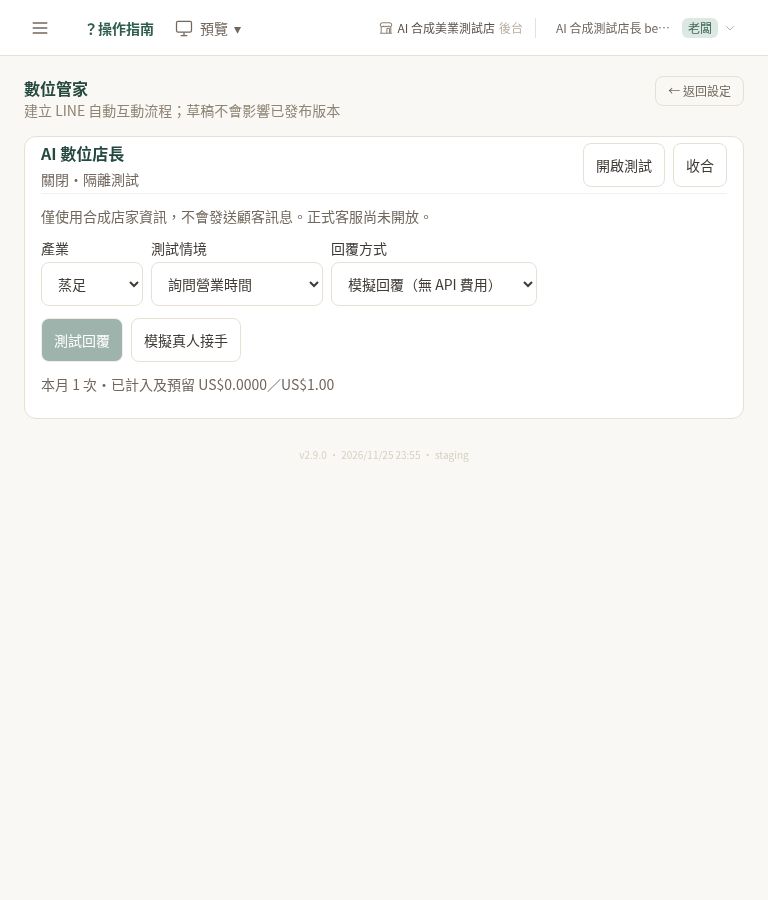 ？操作指南 預覽 ▾ AI 合成美業測試店 後台 AI 合成測試店長 be… 老闆
數位管家
建立 LINE 自動互動流程；草稿不會影響已發布版本
← 返回設定
AI 數位店長
關閉・隔離測試
開啟測試 收合
僅使用合成店家資訊，不會發送顧客訊息。正式客服尚未開放。
產業 測試情境 回覆方式
蒸足 詢問營業時間 模擬回覆（無 API 費用）
測試回覆 模擬真人接手
本月 1 次・已計入及預留 US$0.0000／US$1.00
v2.9.0 ・ 2026/11/25 23:55 ・ staging